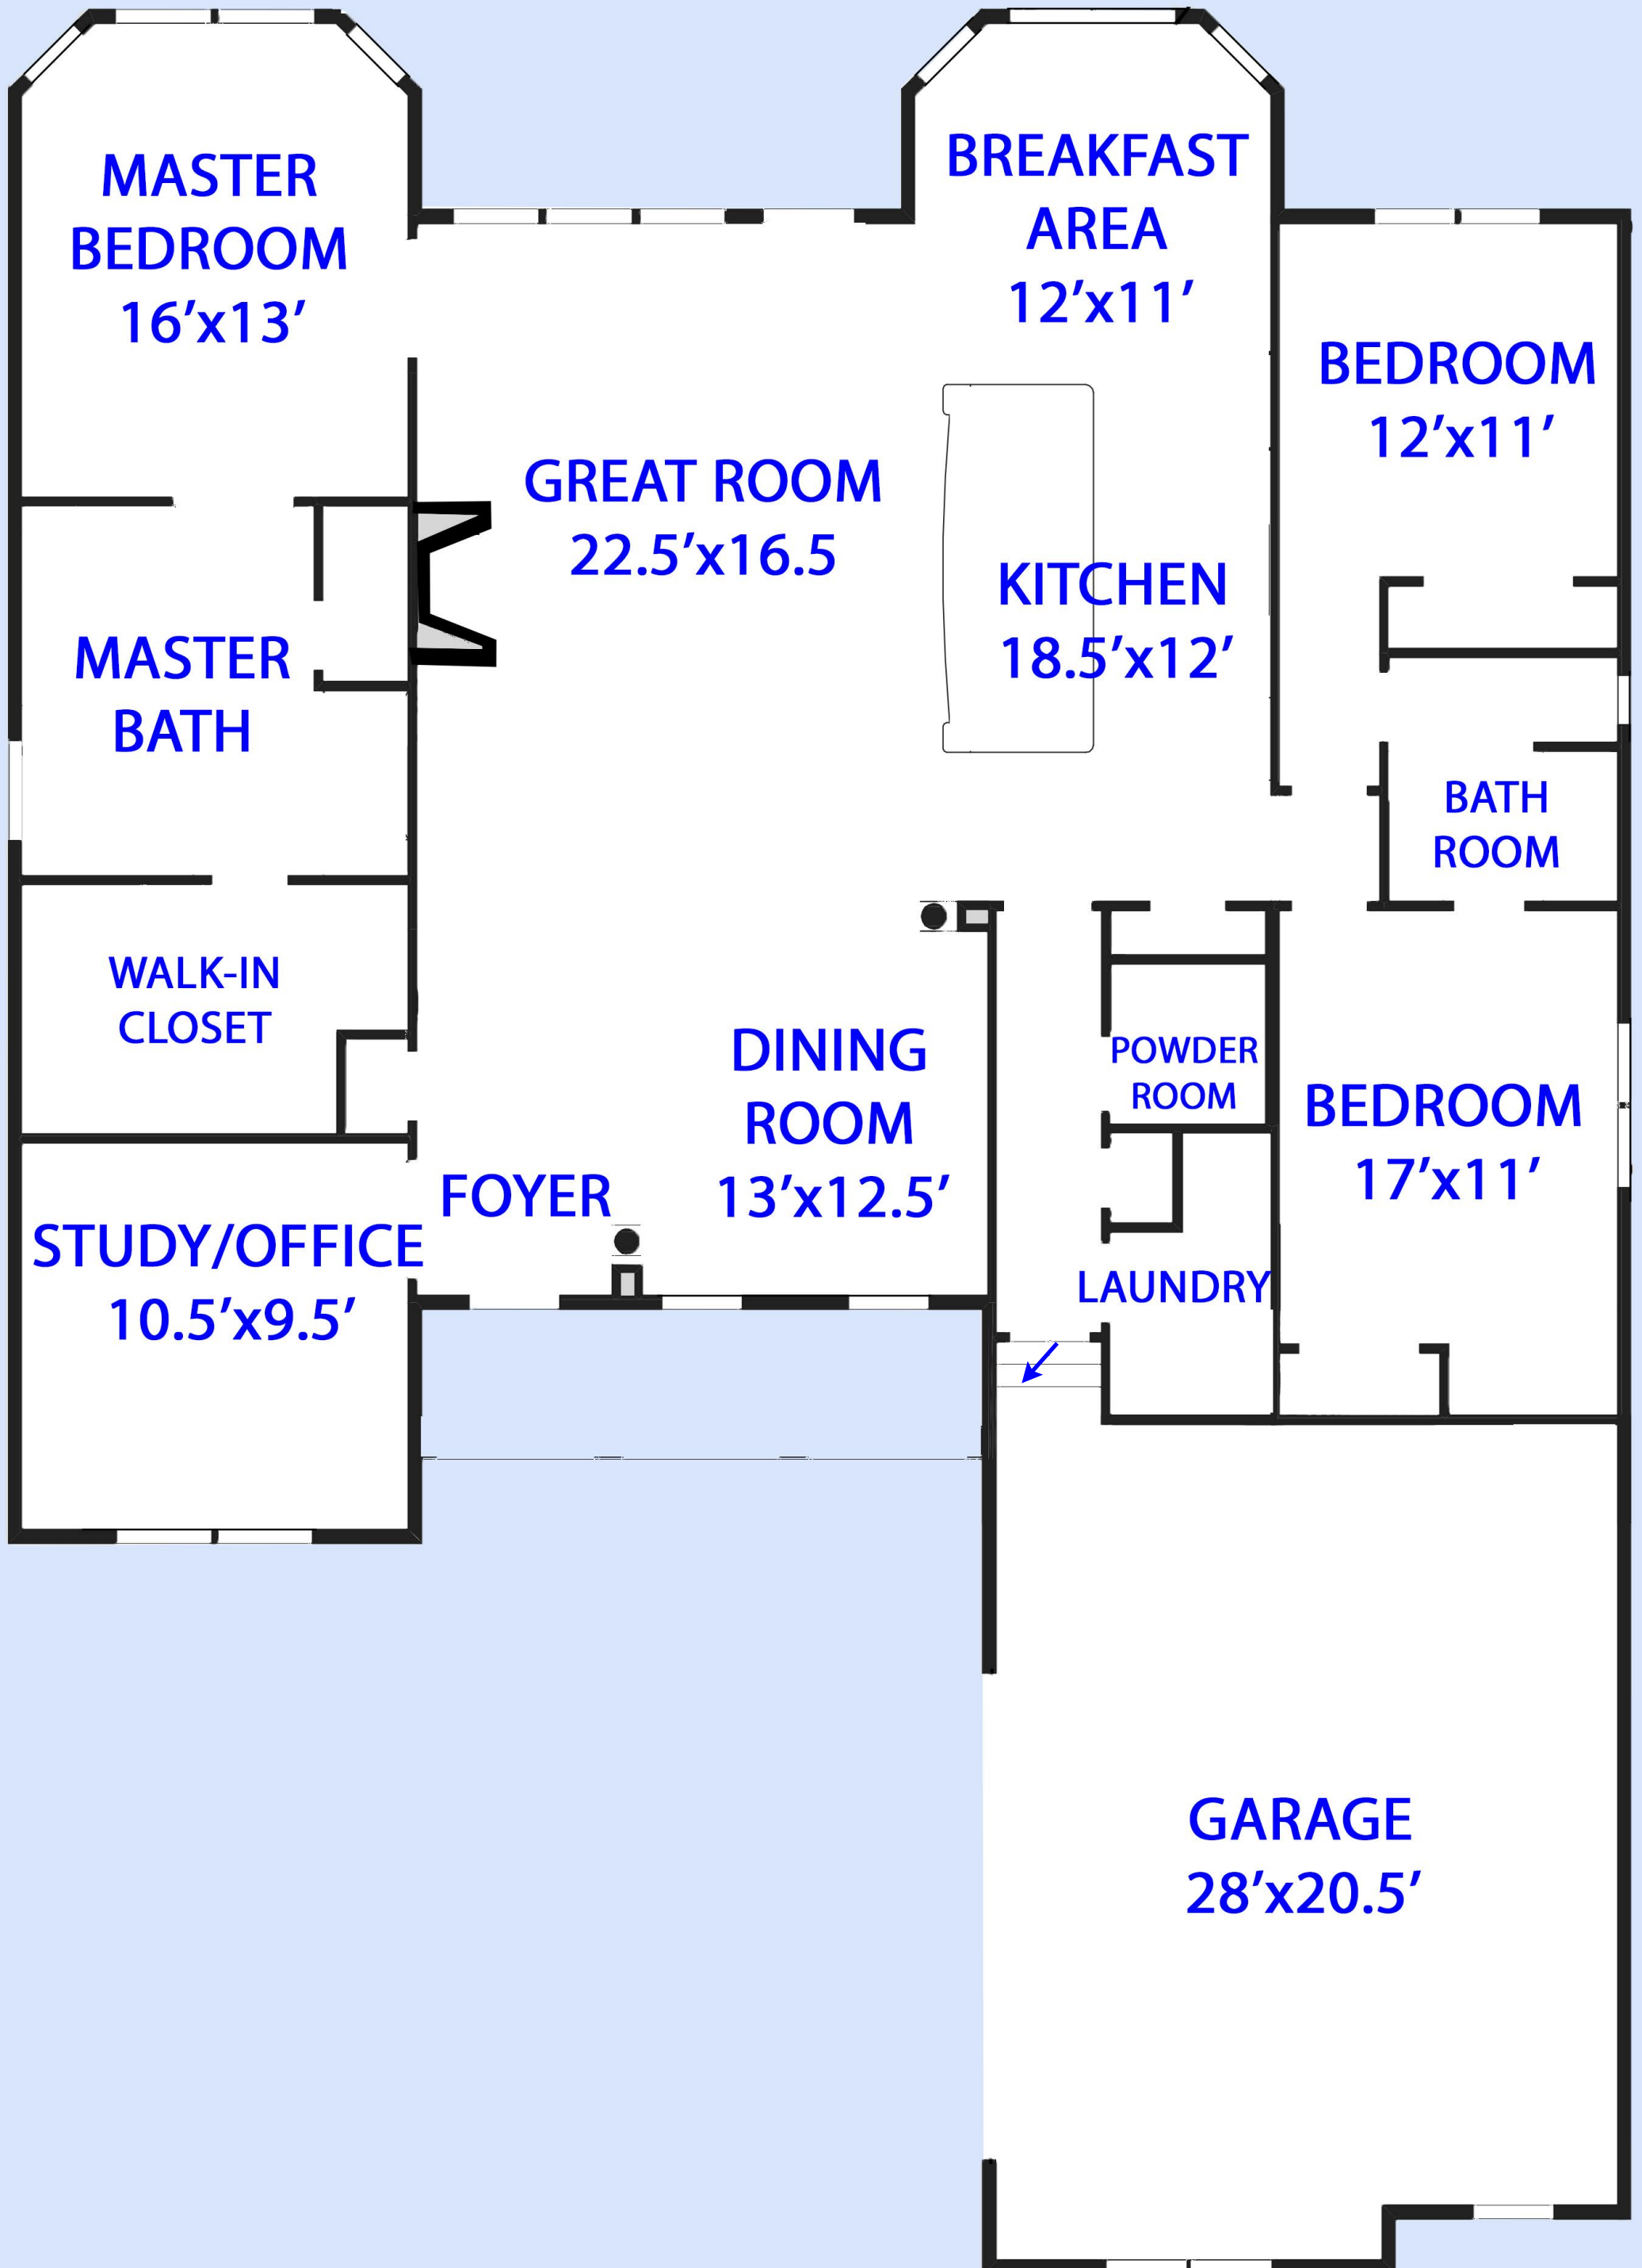 MASTER
BEDROOM
16'x13'
BREAKFAST
AREA
12'x11'
BEDROOM
12'x11'
GREAT ROOM
22.5'x16.5
KITCHEN
18.5'x12'
MASTER
BATH
BATH
ROOM
WALK-IN
CLOSET
DINING
ROOM
13'x12.5'
POWDER
ROOM
BEDROOM
17'x11'
FOYER
STUDY/OFFICE
10.5'x9.5'
LAUNDRY
GARAGE
28'x20.5'